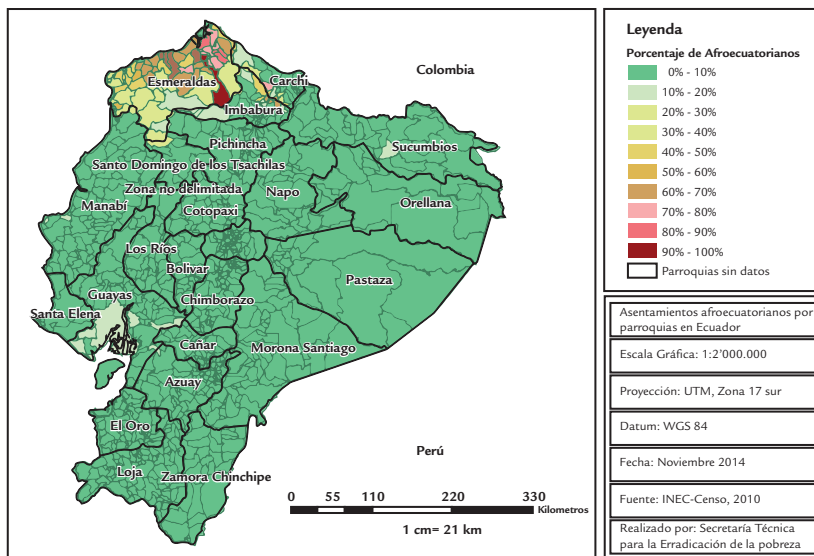 Colombia
Esmeraldas
Carchi
Imbabura
Pichincha
Sucumbios
Santo Domingo de los Tsachilas
Zona no delimitada
Napo
Manabí
Cotopaxi
Orellana
Los Ríos
Bolivar
Pastaza
Guayas
Chimborazo
Santa Elena
Cañar
Morona Santiago
Azuay
El Oro
Perú
Loja
Zamora Chinchipe
0 55 110 220 330 Kilometros
1 cm= 21 km
Leyenda
Porcentaje de Afroecuatorianos
0% - 10%
10% - 20%
20% - 30%
30% - 40%
40% - 50%
50% - 60%
60% - 70%
70% - 80%
80% - 90%
90% - 100%
Parroquias sin datos
Asentamientos afroecuatorianos por
parroquias en Ecuador
Escala Gráfica: 1:2'000.000
Proyección: UTM, Zona 17 sur
Datum: WGS 84
Fecha: Noviembre 2014
Fuente: INEC-Censo, 2010
Realizado por: Secretaría Técnica
para la Erradicación de la pobreza